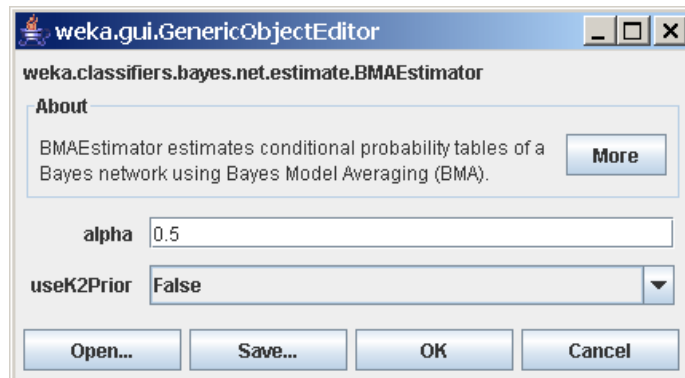 weka.gui.GenericObjectEditor
weka.classifiers.bayes.net.estimate.BMAEstimator
About
BMAEstimator estimates conditional probability tables of a
Bayes network using Bayes Model Averaging (BMA).
More
alpha 0.5
useK2Prior False
Open... Save... OK Cancel